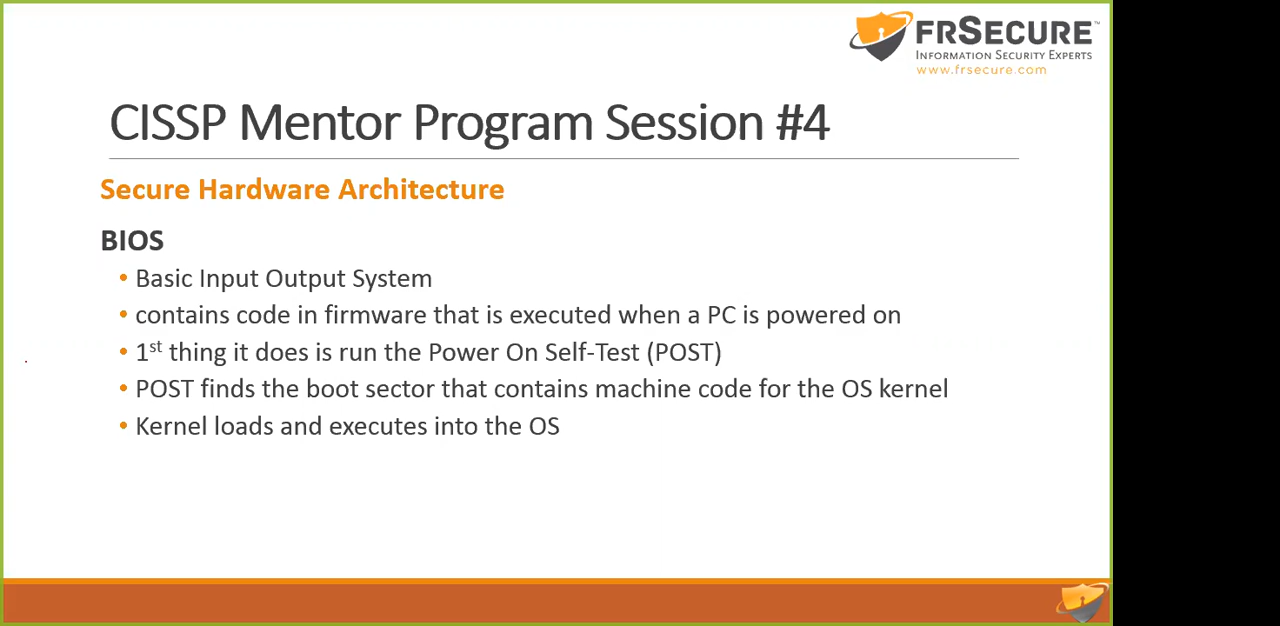 FRSECURE™
INFORMATION SECURITY EXPERTS
www.frsecure.com
CISSP Mentor Program Session #4
Secure Hardware Architecture
BIOS
• Basic Input Output System
• contains code in firmware that is executed when a PC is powered on
• 1st thing it does is run the Power On Self-Test (POST)
• POST finds the boot sector that contains machine code for the OS kernel
• Kernel loads and executes into the OS